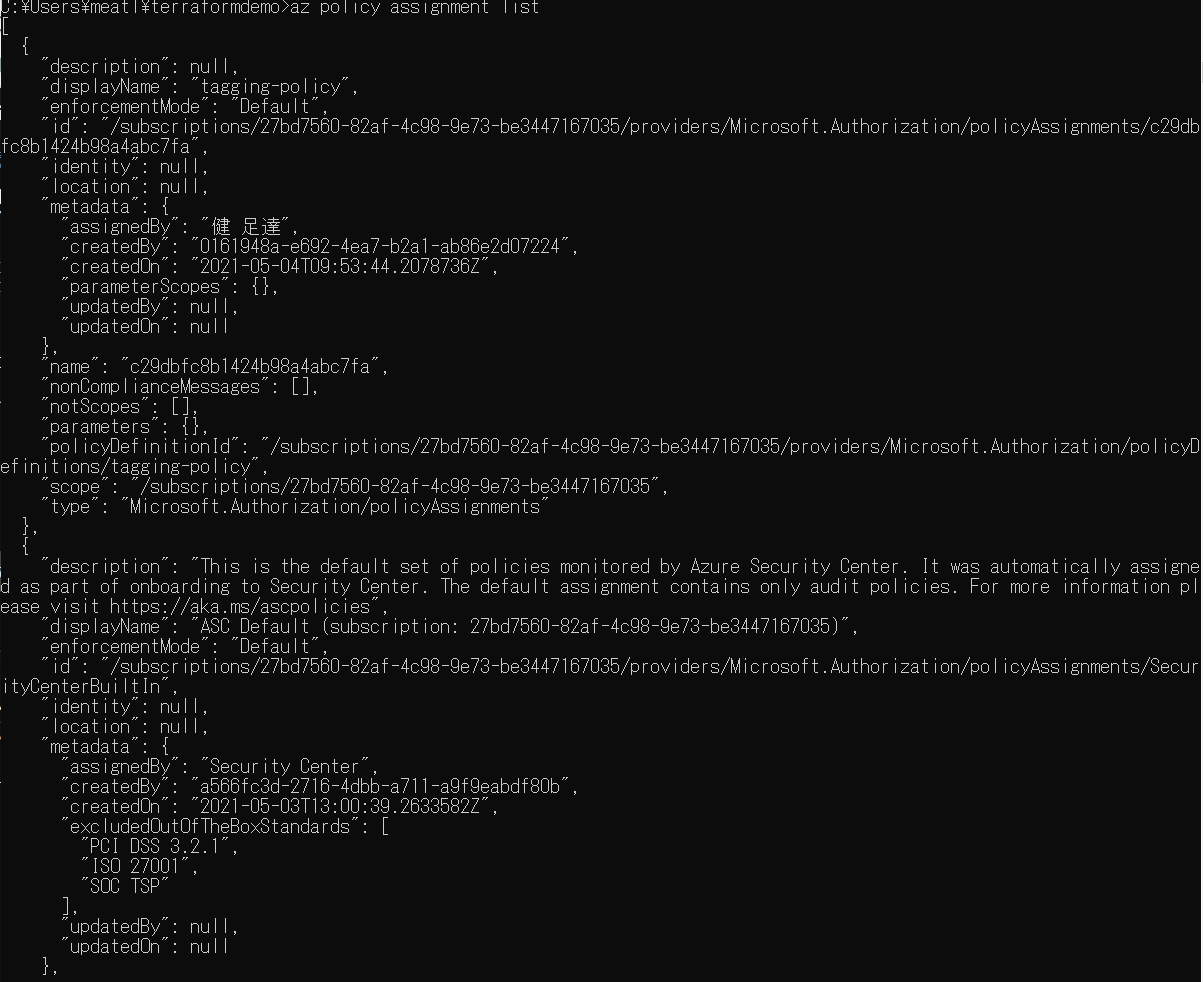 C:¥Users¥meatl¥terraformdemo>az policy assignment list
[
  {
    "description": null,
    "displayName": "tagging-policy",
    "enforcementMode": "Default",
    "id": "/subscriptions/27bd7560-82af-4c98-9e73-be3447167035/providers/Microsoft.Authorization/policyAssignments/c29db
fc8b1424b98a4abc7fa",
    "identity": null,
    "location": null,
    "metadata": {
      "assignedBy": "健 足達",
      "createdBy": "0161948a-e692-4ea7-b2a1-ab86e2d07224",
      "createdOn": "2021-05-04T09:53:44.2078736Z",
      "parameterScopes": {},
      "updatedBy": null,
      "updatedOn": null
    },
    "name": "c29dbfc8b1424b98a4abc7fa",
    "nonComplianceMessages": [],
    "notScopes": [],
    "parameters": {},
    "policyDefinitionId": "/subscriptions/27bd7560-82af-4c98-9e73-be3447167035/providers/Microsoft.Authorization/policyD
efinitions/tagging-policy",
    "scope": "/subscriptions/27bd7560-82af-4c98-9e73-be3447167035",
    "type": "Microsoft.Authorization/policyAssignments"
  },
  {
    "description": "This is the default set of policies monitored by Azure Security Center. It was automatically assigne
d as part of onboarding to Security Center. The default assignment contains only audit policies. For more information pl
ease visit https://aka.ms/ascpolicies",
    "displayName": "ASC Default (subscription: 27bd7560-82af-4c98-9e73-be3447167035)",
    "enforcementMode": "Default",
    "id": "/subscriptions/27bd7560-82af-4c98-9e73-be3447167035/providers/Microsoft.Authorization/policyAssignments/Secur
ityCenterBuiltIn",
    "identity": null,
    "location": null,
    "metadata": {
      "assignedBy": "Security Center",
      "createdBy": "a566fc3d-2716-4dbb-a711-a9f9eabdf80b",
      "createdOn": "2021-05-03T13:00:39.2633582Z",
      "excludedOutOfTheBoxStandards": [
        "PCI DSS 3.2.1",
        "ISO 27001",
        "SOC TSP"
      ],
      "updatedBy": null,
      "updatedOn": null
    },